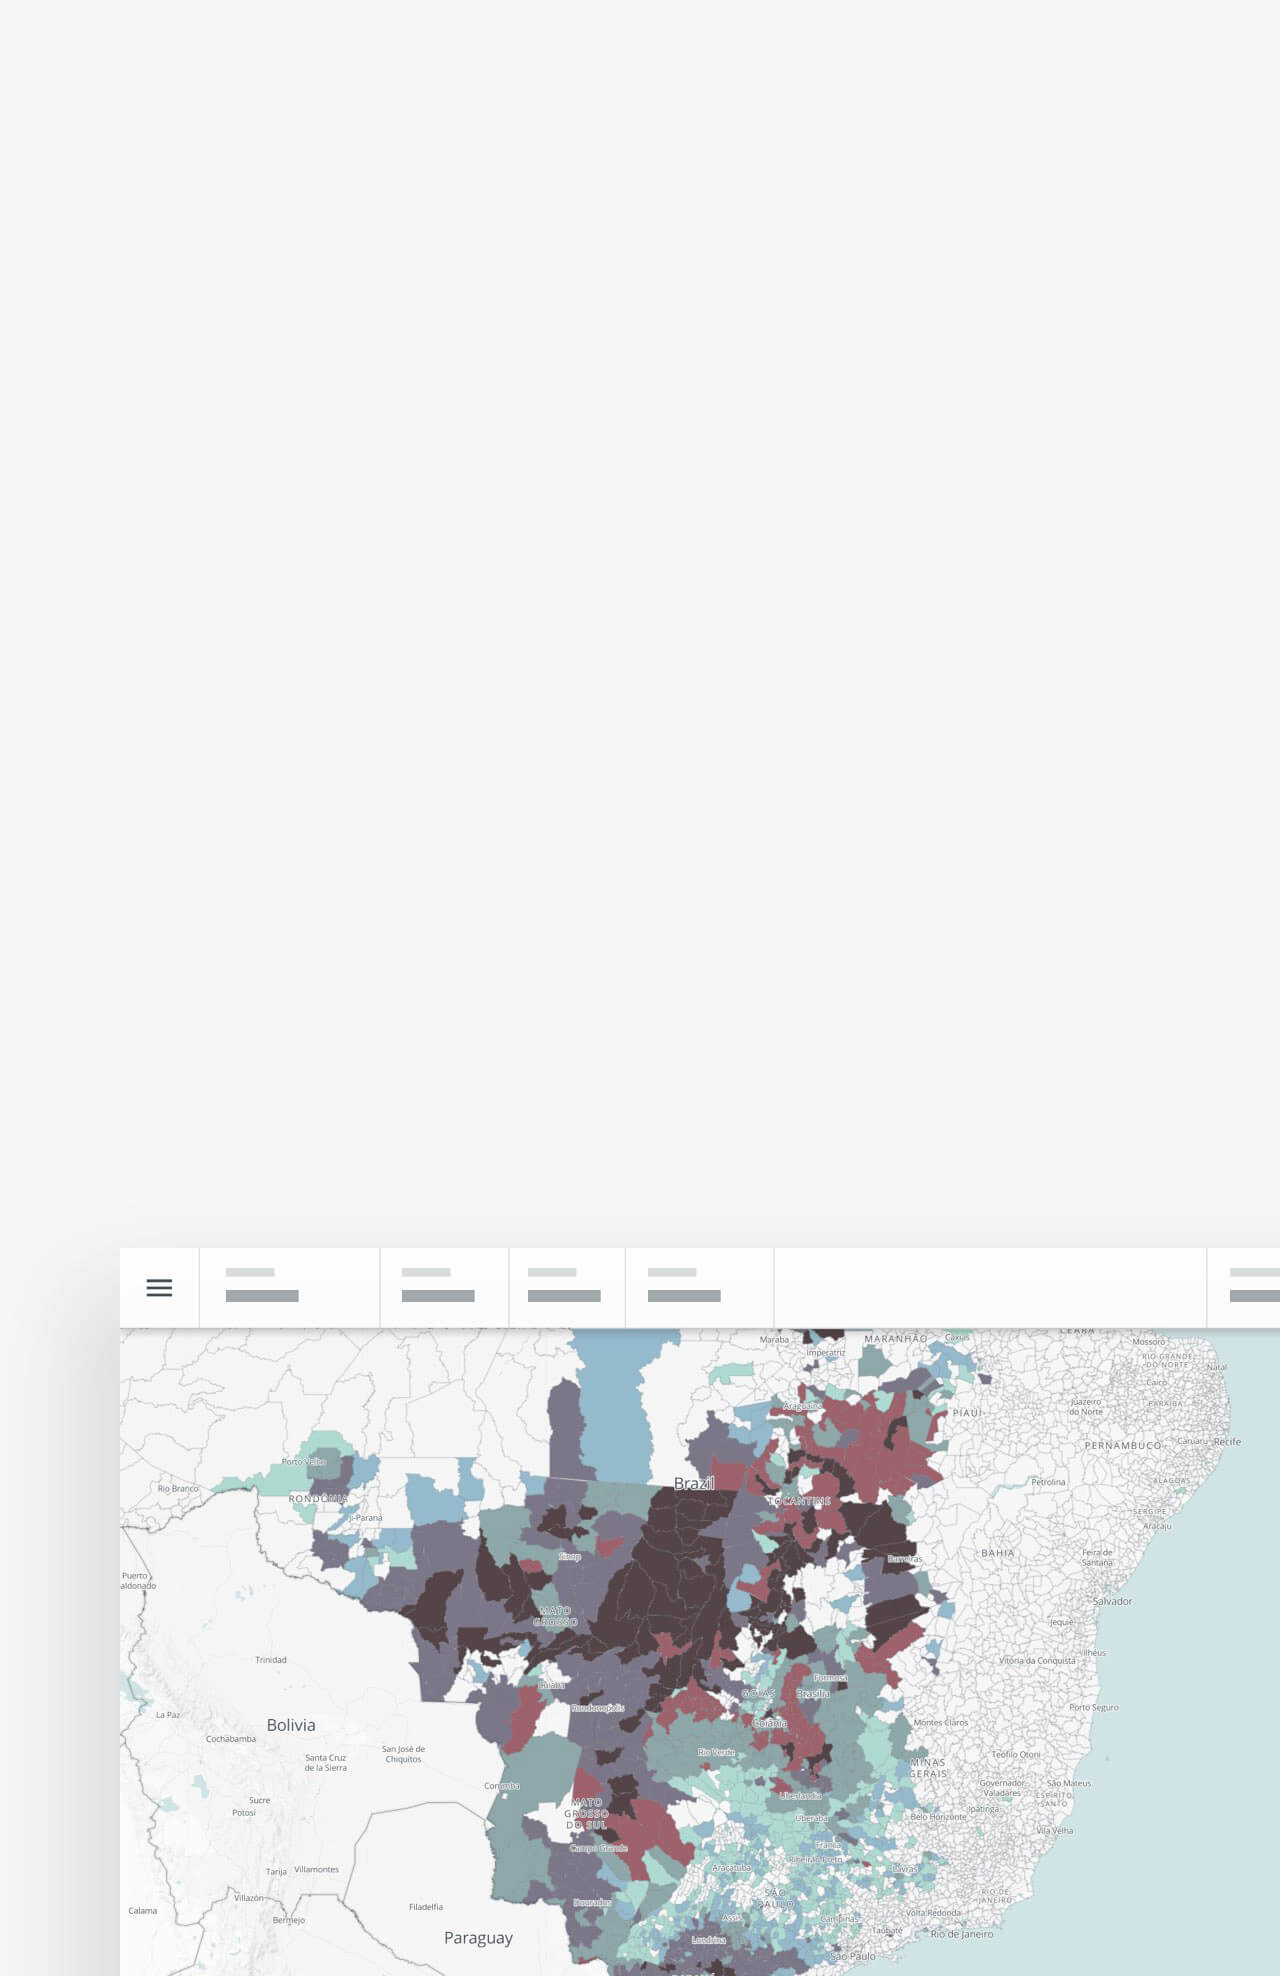 Maraba
MARANHÃO
Caxias
CEARÁ
Mossoró
Imperatriz
RIO GRANDE
DO NORTE
Natal
Caicó
Araguaína
Juazeiro
do Norte
PARAÍBA
PIAUÍ
PERNAMBUCO
Caruaru
Recife
Porto Velho
Brazil
Petrolina
ALAGOAS
Rio Branco
RONDÔNIA
TOCANTINS
SERGIPE
Ji-Paraná
Aracaju
Sinop
Barreiras
BAHIA
Feira de
Santana
Puerto
aldonado
Salvador
MATO
GROSSO
Jequié
Trinidad
Vitória da Conquista
Ilhéus
Cuiabá
Formosa
GOIÁS
Brasília
La Paz
Rondonópolis
Porto Seguro
Bolivia
Goiânia
Montes Claros
Cochabamba
San José de
Chiquitos
Rio Verde
Teófilo Otoni
Santa Cruz
de la Sierra
MINAS
GERAIS
Corumbá
Governador
Valadares
São Mateus
Uberlandia
ESPÍRITO
SANTO
Sucre
MATO
GROSSO
DO SUL
Ipatinga
Potosí
Uberaba
Belo Horizonte
Vila Velha
Campo Grande
Franca
Ribeirão Preto
Tarija
Villamontes
Araçatuba
Lavras
Villazón
SÃO
PAULO
RIO DE
JANEIRO
Dourados
Calama
Filadelfia
Volta Redonda
Bermejo
Assis
Campinas
Taubaté
Paraguay
Londrina
Rio de Janeiro
São Paulo